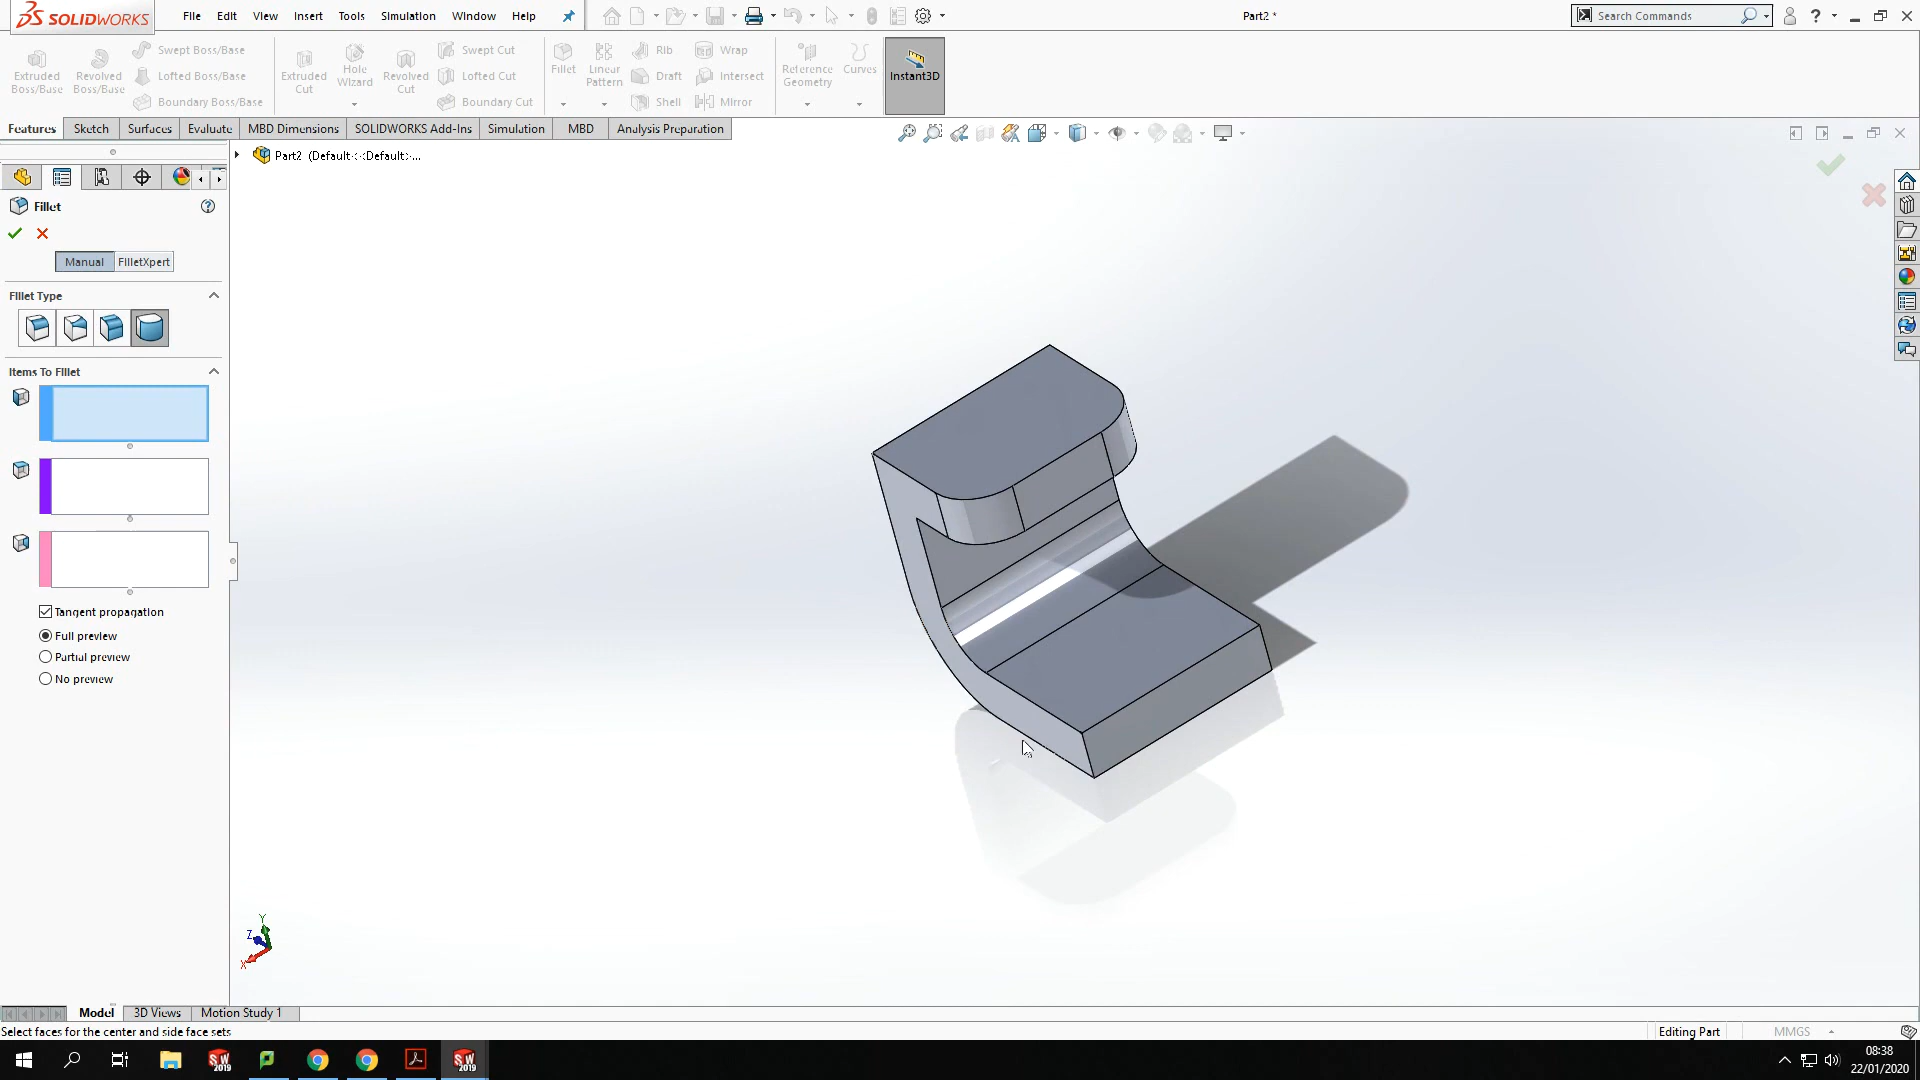 SOLIDWORKS
File Edit View Insert Tools Simulation Window Help
Part2 *
Search Commands
Extruded Boss/Base
Revolved Boss/Base
Swept Boss/Base
Lofted Boss/Base
Boundary Boss/Base
Extruded Cut
Hole Wizard
Revolved Cut
Swept Cut
Lofted Cut
Boundary Cut
Fillet
Linear Pattern
Rib
Draft
Shell
Wrap
Intersect
Mirror
Reference Geometry
Curves
Instant3D
Features Sketch Surfaces Evaluate MBD Dimensions SOLIDWORKS Add-Ins Simulation MBD Analysis Preparation
Part2 (Default<<Default>...
Fillet
Manual FilletXpert
Fillet Type
Items To Fillet
Tangent propagation
Full preview
Partial preview
No preview
Y
Z
X
Model 3D Views Motion Study 1
Select faces for the center and side face sets
Editing Part
MMGS
SW 2019
SW 2019
08:38
22/01/2020